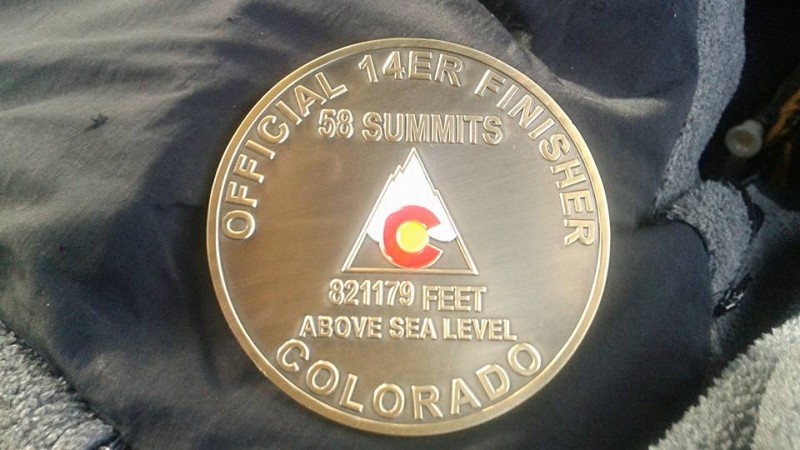 OFFICIAL 14ER FINISHER
58 SUMMITS
C
821179 FEET
ABOVE SEA LEVEL
COLORADO